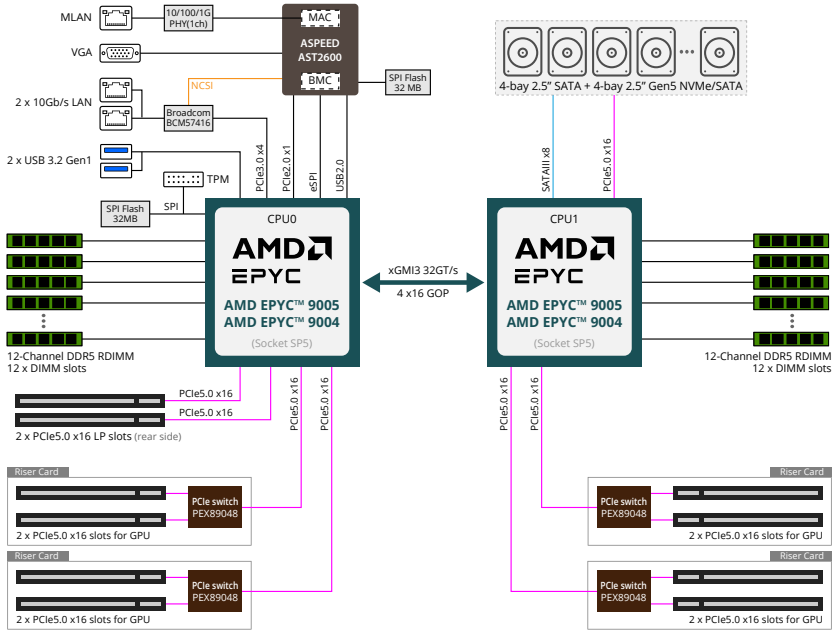 MLAN
10/100/1G
PHY(1ch)
MAC
ASPEED
AST2600
BMC
VGA
SPI Flash
32 MB
NCSI
2 x 10Gb/s LAN
Broadcom
BCM57416
2 x USB 3.2 Gen1
TPM
SPI
SPI Flash
32MB
PCIe3.0 x4
PCIe2.0 x1
eSPI
USB2.0
4-bay 2.5” SATA + 4-bay 2.5” Gen5 NVMe/SATA
SATAIII x8
PCIe5.0 x16
CPU0
AMD
EPYC
AMD EPYC™ 9005
AMD EPYC™ 9004
(Socket SP5)
xGMI3 32GT/s
4 x16 GOP
CPU1
AMD
EPYC
AMD EPYC™ 9005
AMD EPYC™ 9004
(Socket SP5)
12-Channel DDR5 RDIMM
12 x DIMM slots
12-Channel DDR5 RDIMM
12 x DIMM slots
PCIe5.0 x16
PCIe5.0 x16
2 x PCIe5.0 x16 LP slots (rear side)
PCIe5.0 x16
PCIe5.0 x16
PCIe5.0 x16
PCIe5.0 x16
Riser Card
PCIe switch
PEX89048
2 x PCIe5.0 x16 slots for GPU
Riser Card
PCIe switch
PEX89048
2 x PCIe5.0 x16 slots for GPU
Riser Card
PCIe switch
PEX89048
2 x PCIe5.0 x16 slots for GPU
Riser Card
PCIe switch
PEX89048
2 x PCIe5.0 x16 slots for GPU